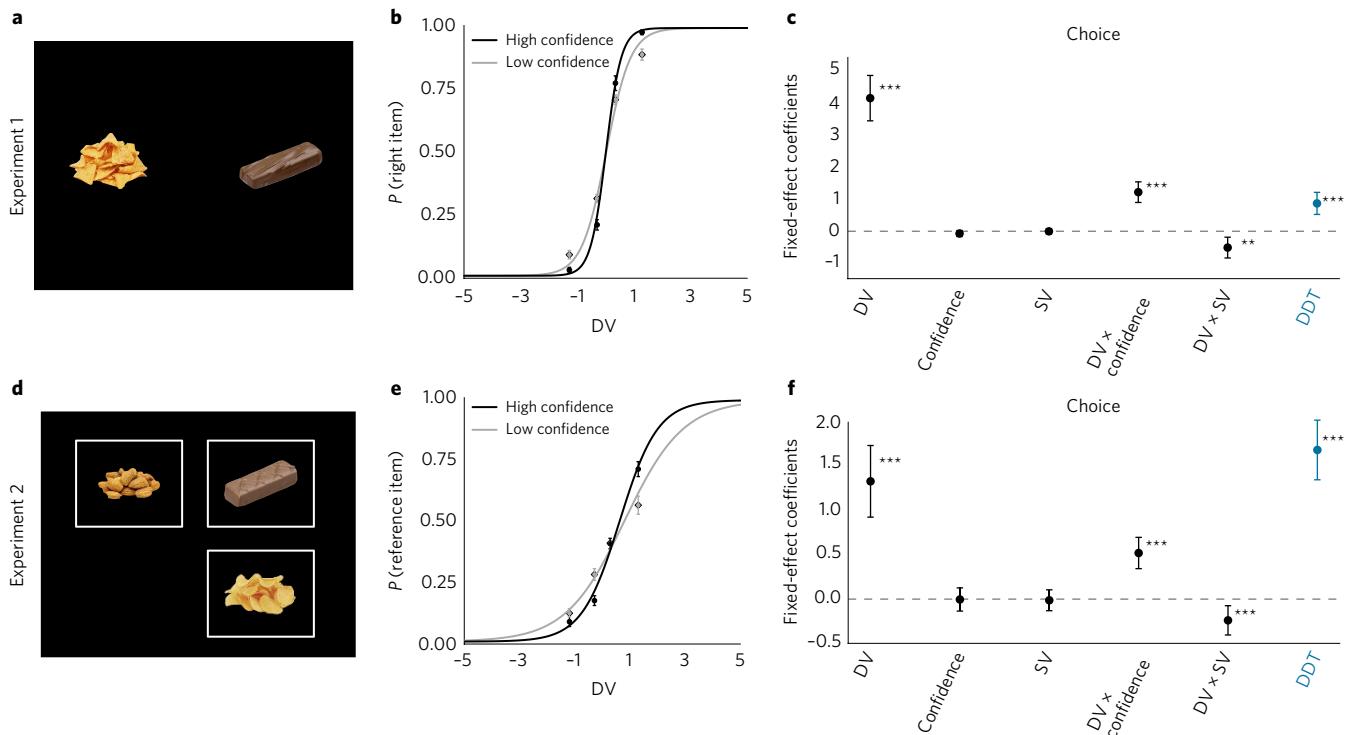 a
Experiment 1
b
1.00
0.75
0.50
0.25
0.00
P (right item)
High confidence
Low confidence
–5
–3
–1
1
3
5
DV
c
Choice
5
4
3
2
1
0
–1
Fixed-effect coefficients
***
***
**
***
DV
Confidence
SV
DV ×
confidence
DV × SV
DDT
d
Experiment 2
e
1.00
0.75
0.50
0.25
0.00
P (reference item)
High confidence
Low confidence
–5
–3
–1
1
3
5
DV
f
Choice
2.0
1.5
1.0
0.5
0.0
–0.5
Fixed-effect coefficients
***
***
***
***
DV
Confidence
SV
DV ×
confidence
DV × SV
DDT